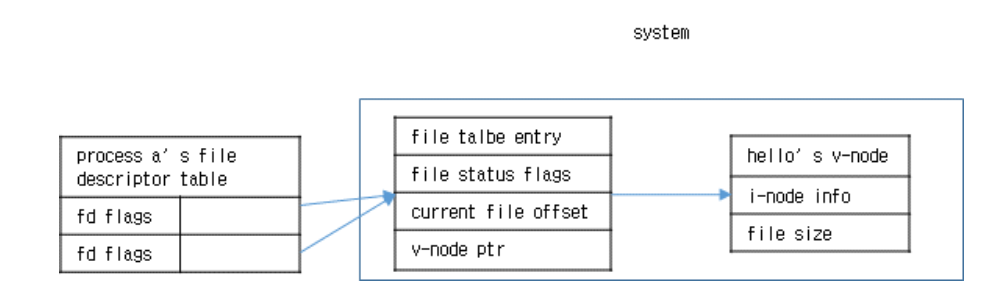 system
process a's file
descriptor table
fd flags
fd flags
file talbe entry
file status flags
current file offset
v-node ptr
hello's v-node
i-node info
file size